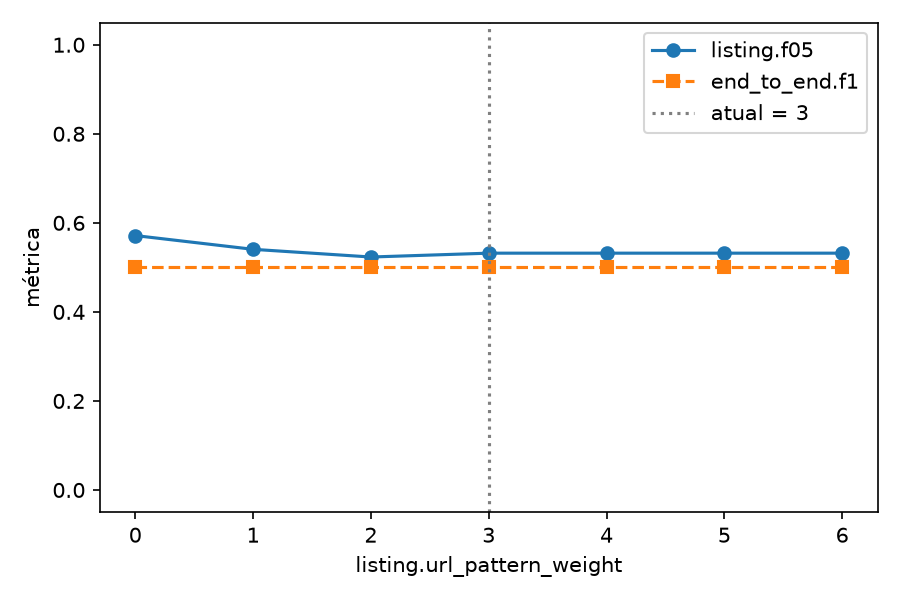 listing.f05
end_to_end.f1
atual = 3
métrica
1.0
0.8
0.6
0.4
0.2
0.0
0 1 2 3 4 5 6
listing.url_pattern_weight